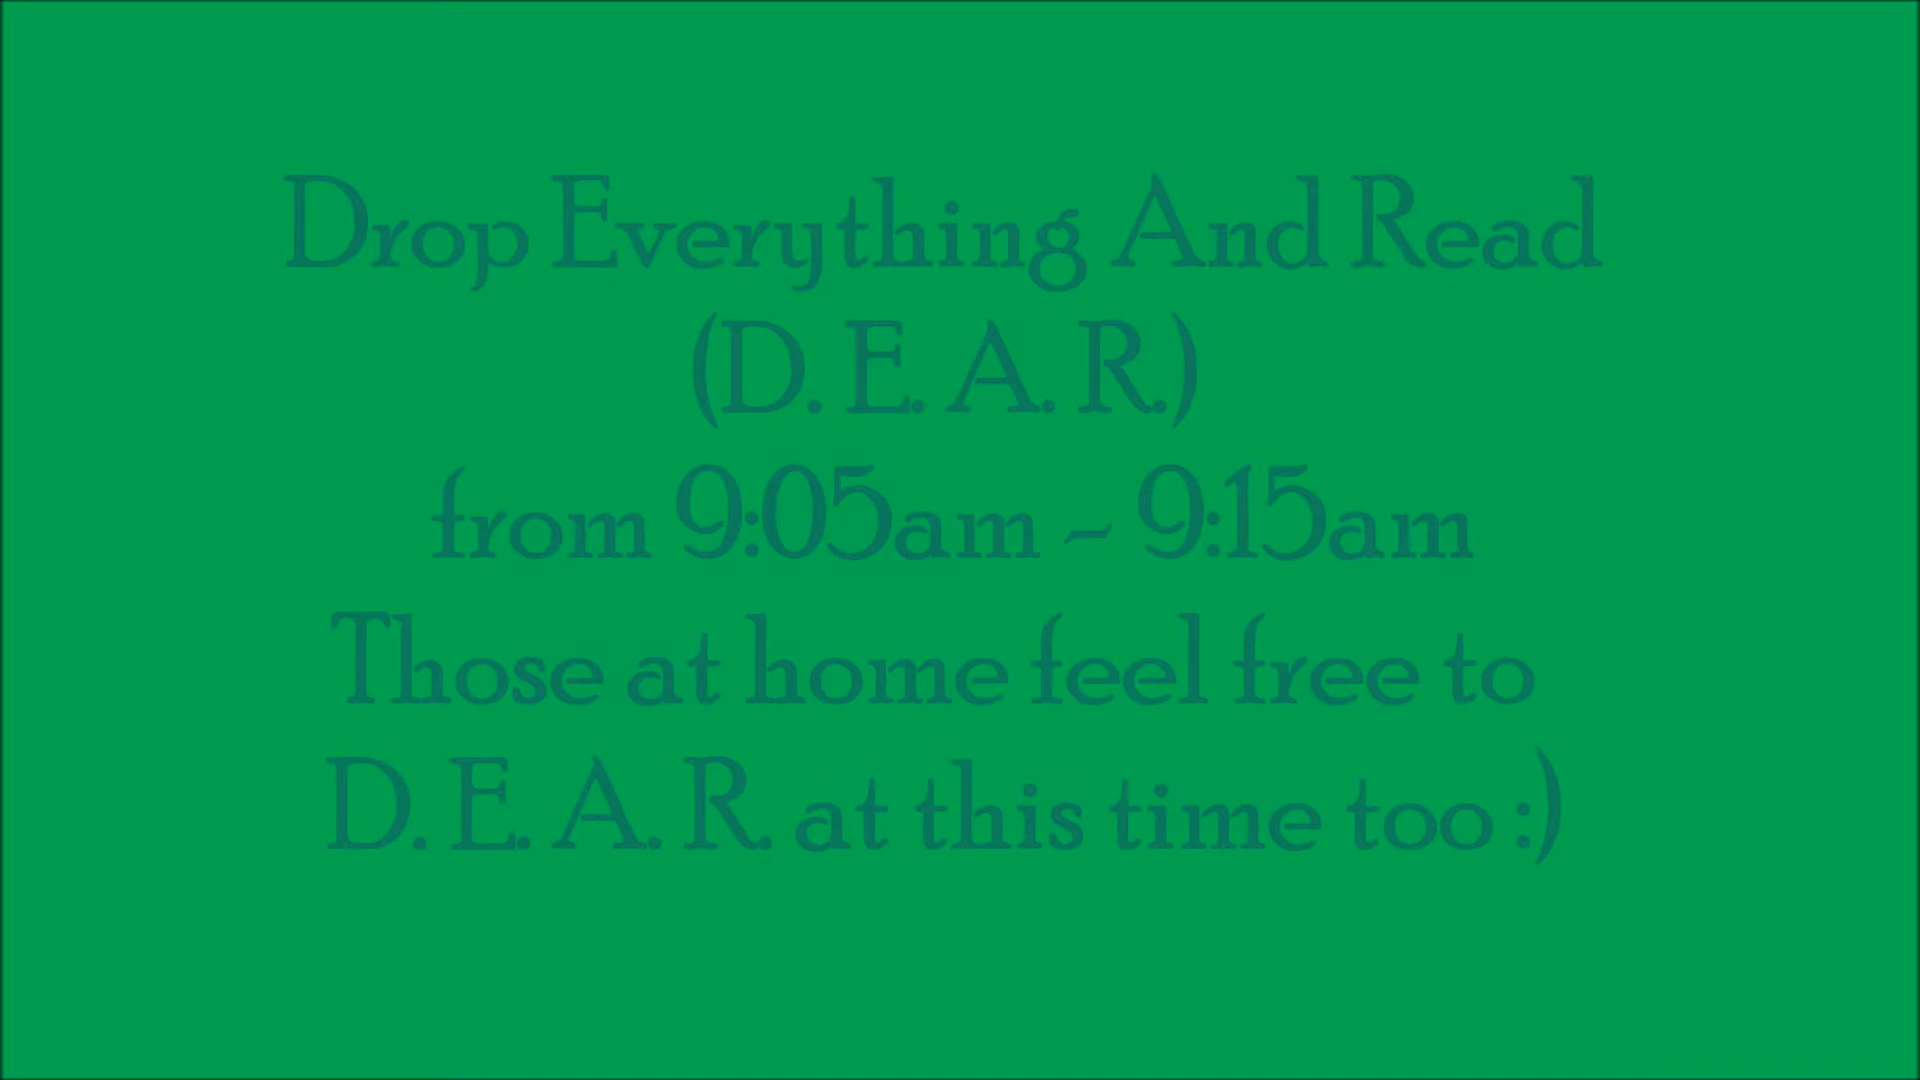 Drop Everything And Read
(D. E. A. R.)
from 9:05am - 9:15am
Those at home feel free to
D. E. A. R. at this time too :)